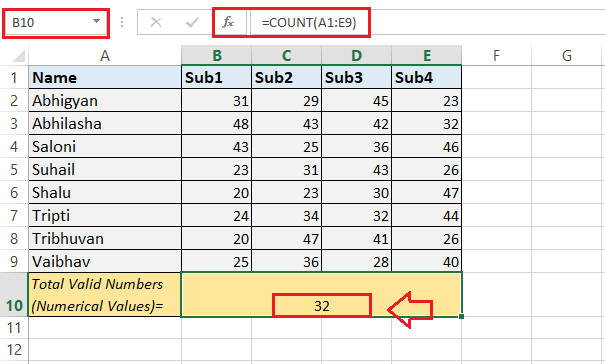 B10 fx =COUNT(A1:E9)
A B C D E F G
1 Name Sub1 Sub2 Sub3 Sub4
2 Abhigyan 31 29 45 23
3 Abhilasha 48 43 42 32
4 Saloni 43 25 36 46
5 Suhail 23 31 43 26
6 Shalu 20 23 30 47
7 Tripti 24 34 32 44
8 Tribhuvan 20 47 41 26
9 Vaibhav 25 36 28 40
Total Valid Numbers
10 (Numerical Values)= 32
11
12